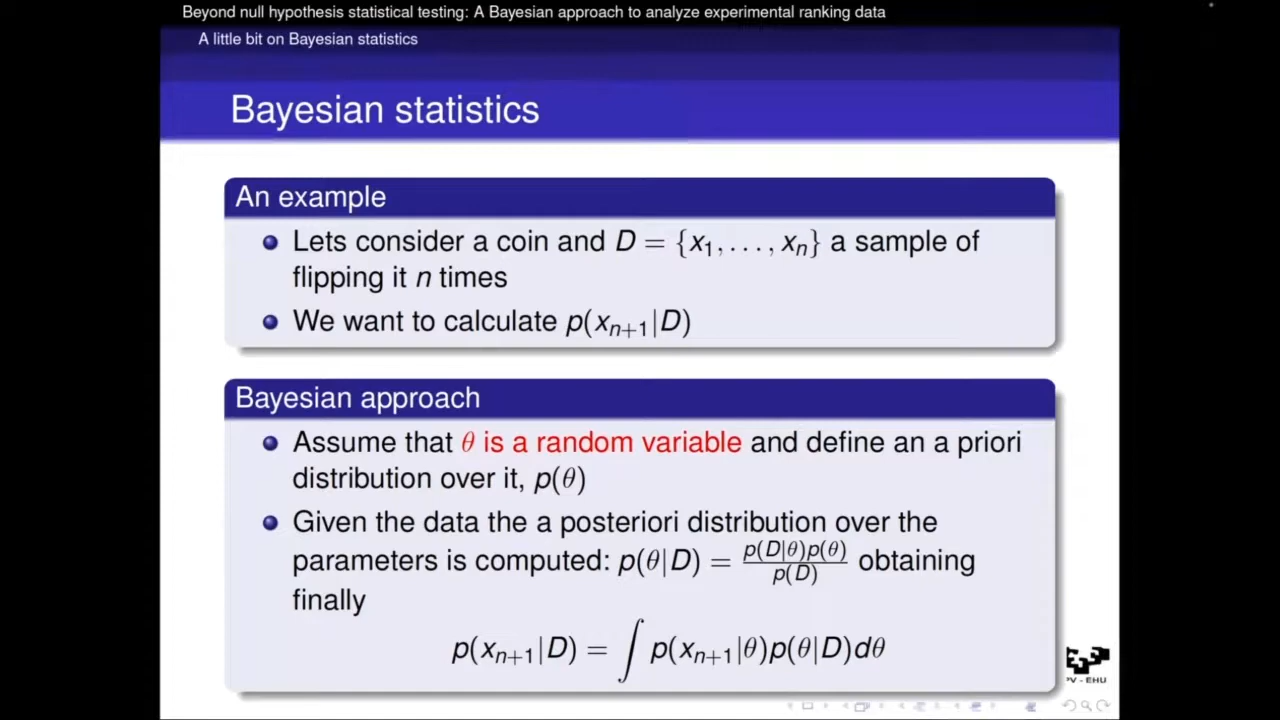 Beyond null hypothesis statistical testing: A Bayesian approach to analyze experimental ranking data
A little bit on Bayesian statistics
Bayesian statistics
An example
Lets consider a coin and D = {x₁, . . . , xₙ} a sample of
flipping it n times
We want to calculate p(xₙ₊₁|D)
Bayesian approach
Assume that θ is a random variable and define an a priori
distribution over it, p(θ)
Given the data the a posteriori distribution over the
parameters is computed: p(θ|D) = p(D|θ)p(θ)/p(D) obtaining
finally
p(xₙ₊₁|D) = ∫ p(xₙ₊₁|θ)p(θ|D)dθ
PV - EHU